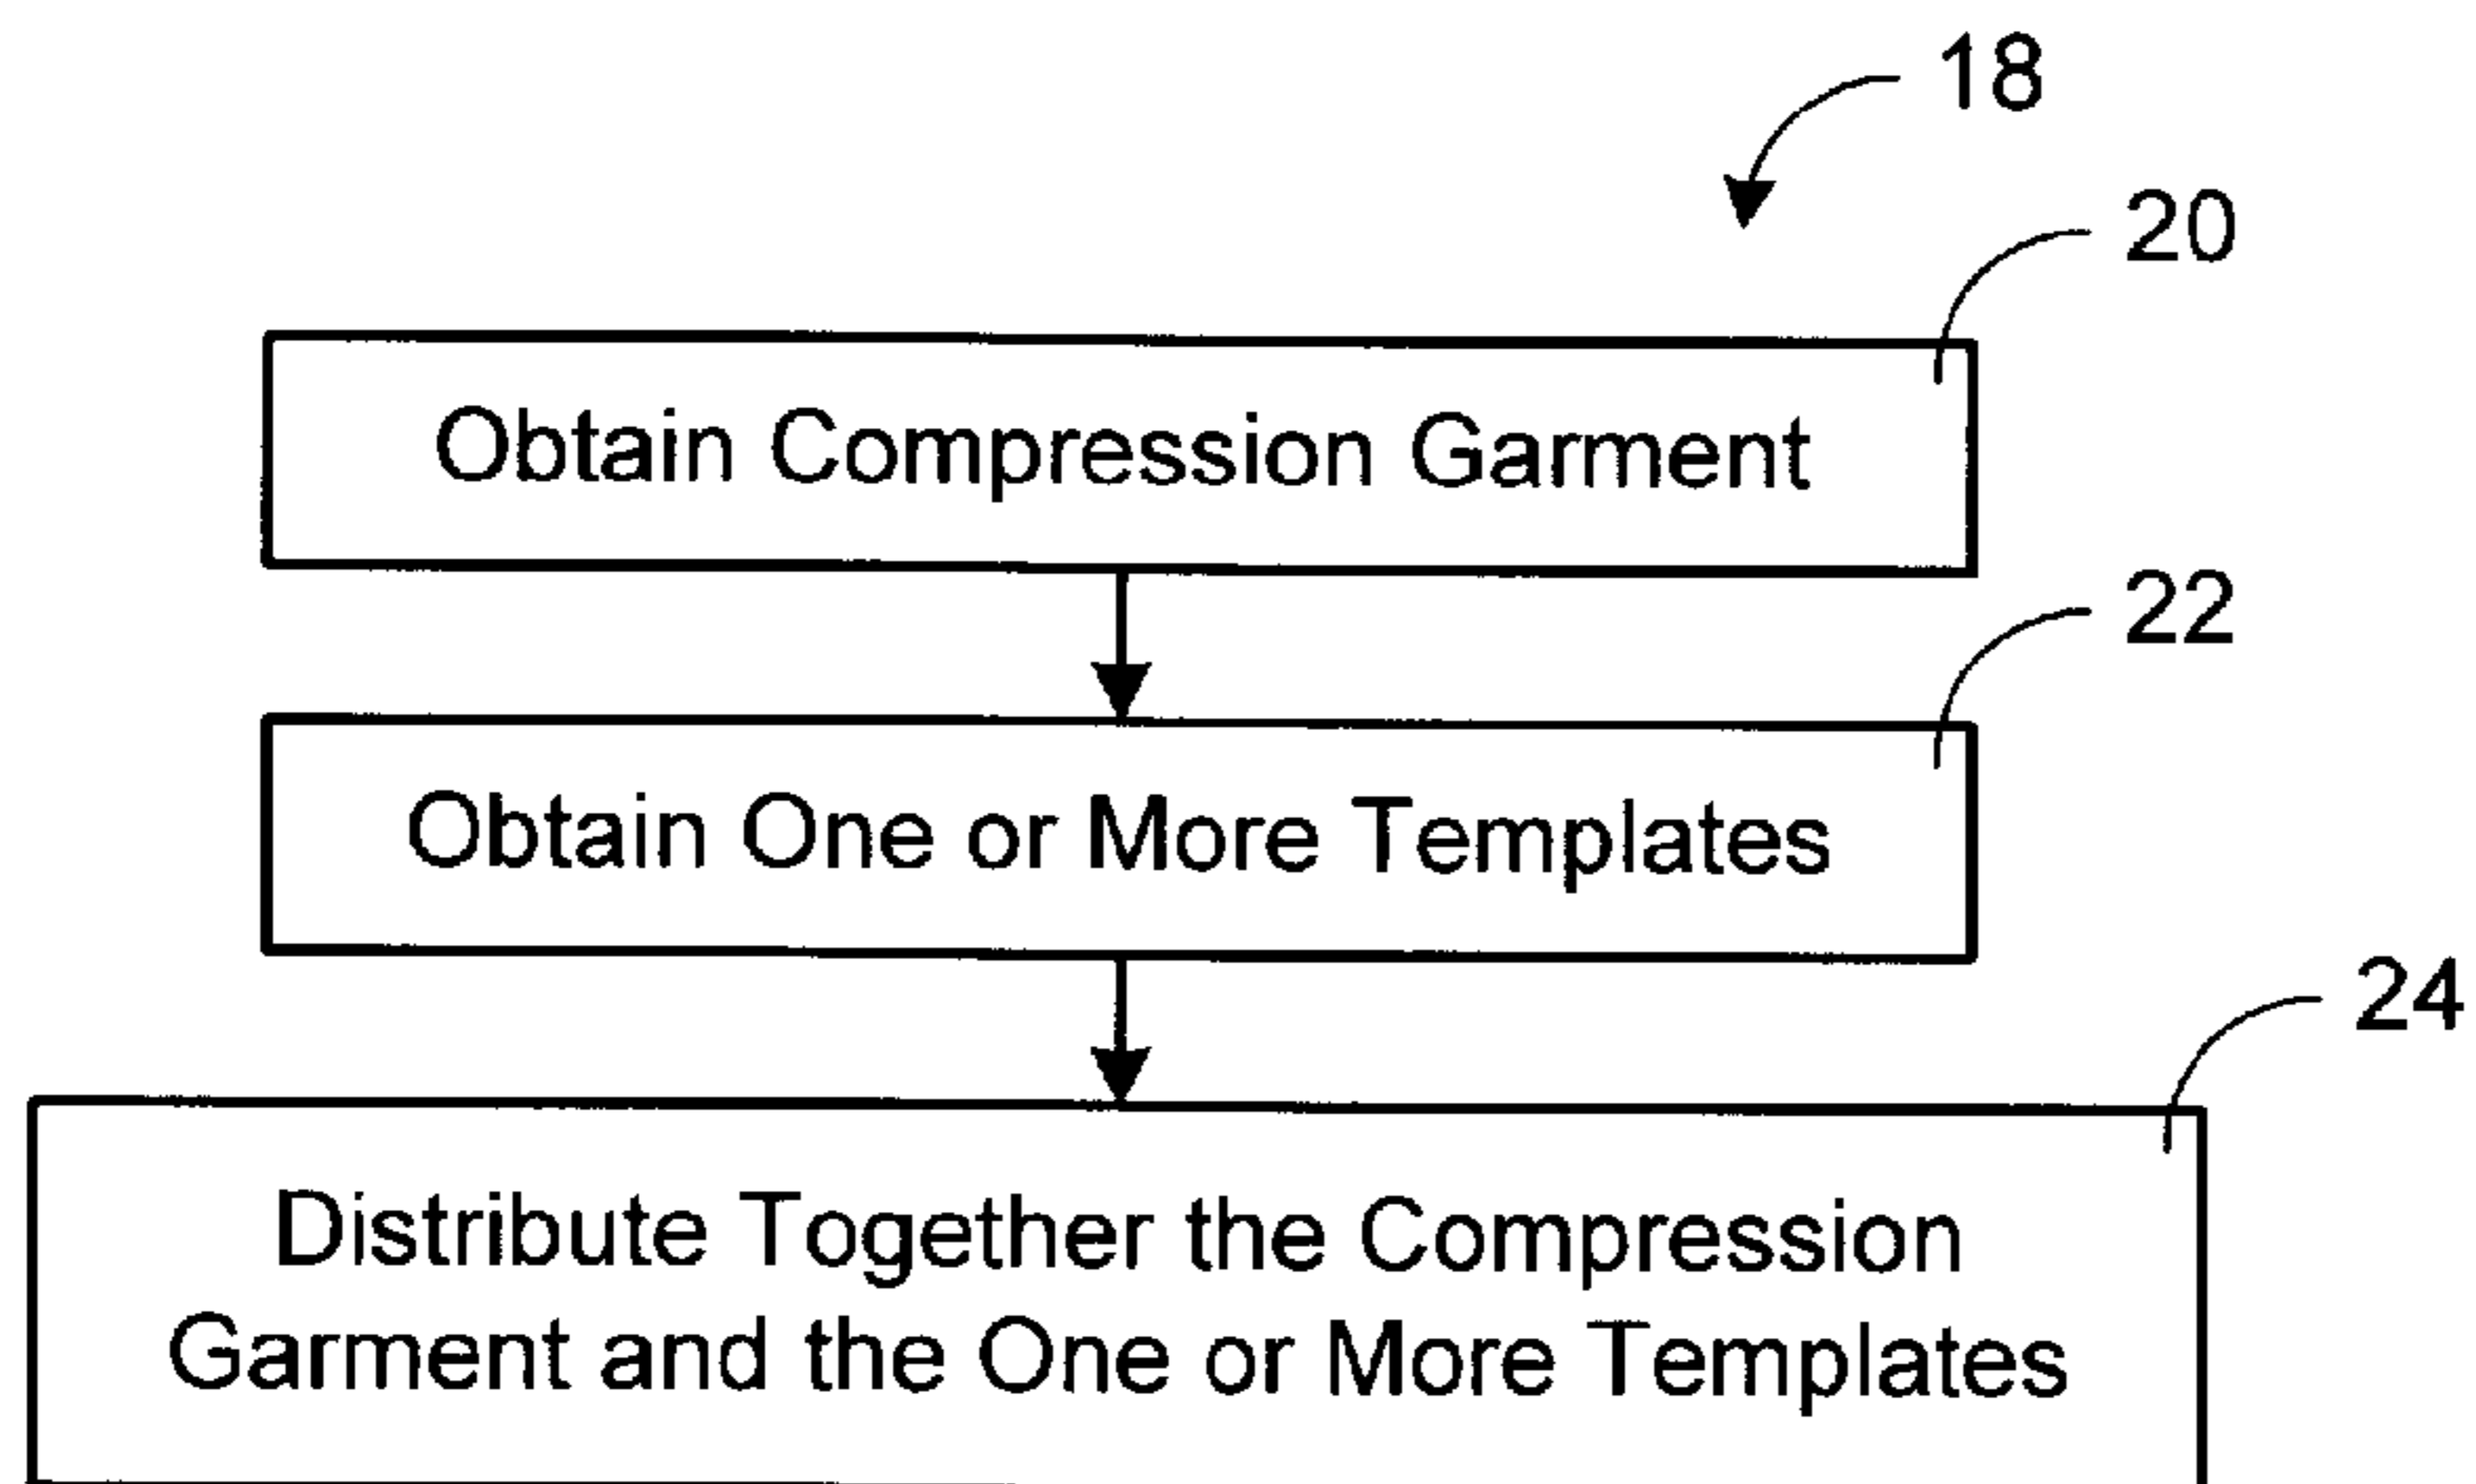 18
20
Obtain Compression Garment
22
Obtain One or More Templates
24
Distribute Together the Compression
Garment and the One or More Templates